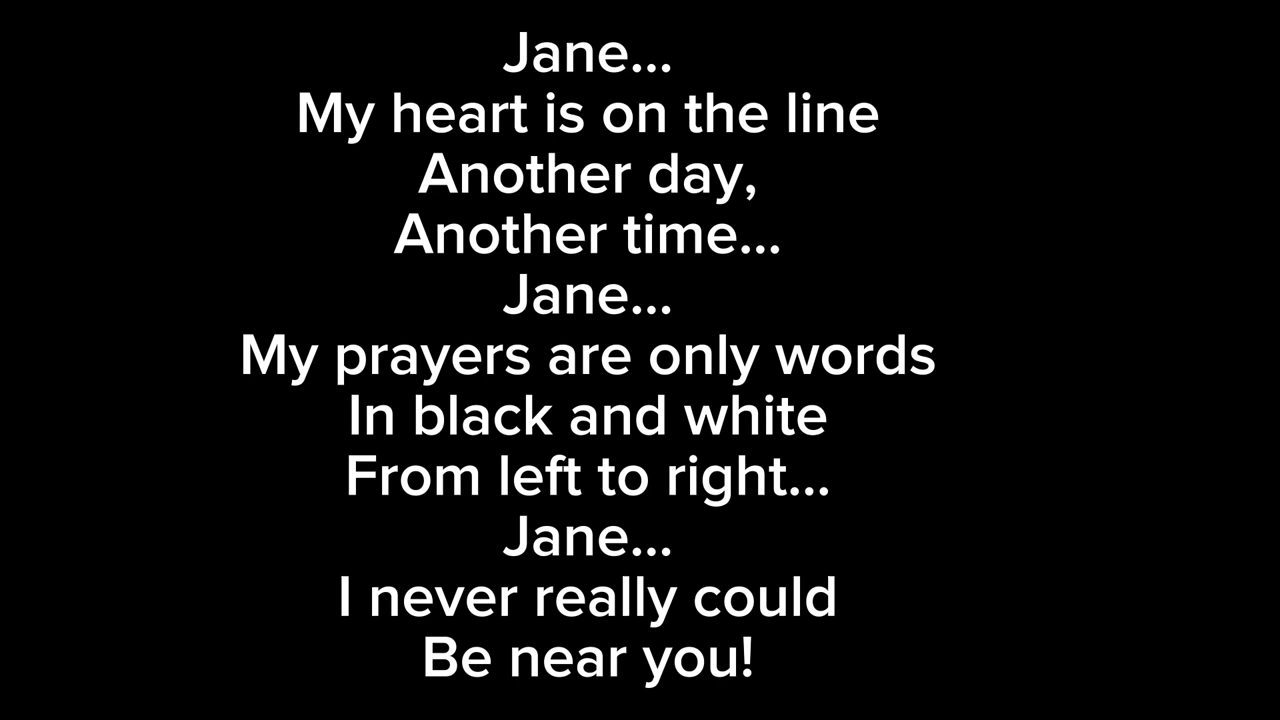 Jane...
My heart is on the line
Another day,
Another time...
Jane...
My prayers are only words
In black and white
From left to right...
Jane...
I never really could
Be near you!